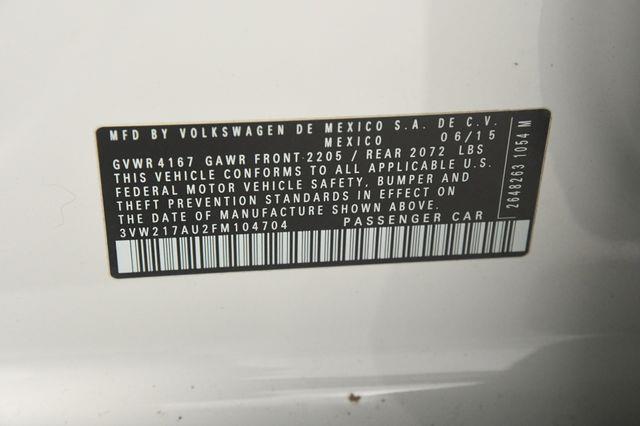 MFD BY VOLKSWAGEN DE MEXICO S.A. DE C.V.
MEXICO 06/15
GVWR 4167 GAWR FRONT 2205 / REAR 2072 LBS
THIS VEHICLE CONFORMS TO ALL APPLICABLE U.S.
FEDERAL MOTOR VEHICLE SAFETY, BUMPER AND
THEFT PREVENTION STANDARDS IN EFFECT ON
THE DATE OF MANUFACTURE SHOWN ABOVE.
3VW217AU2FM104704 PASSENGER CAR
2648263 1054 M